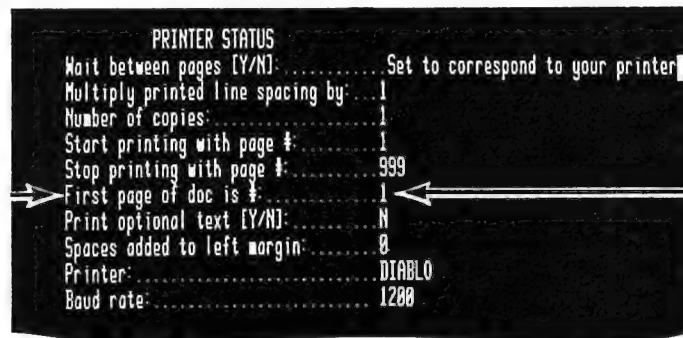 PRINTER STATUS
Wait between pages [Y/N]:..............Set to correspond to your printer
Multiply printed line spacing by:...1
Number of copies:.....................1
Start printing with page #:..........1
Stop printing with page #:...........999
First page of doc is #:...............1
Print optional text [Y/N]:...........N
Spaces added to left margin:........0
Printer:...............................DIABLO
Baud rate:............................1200